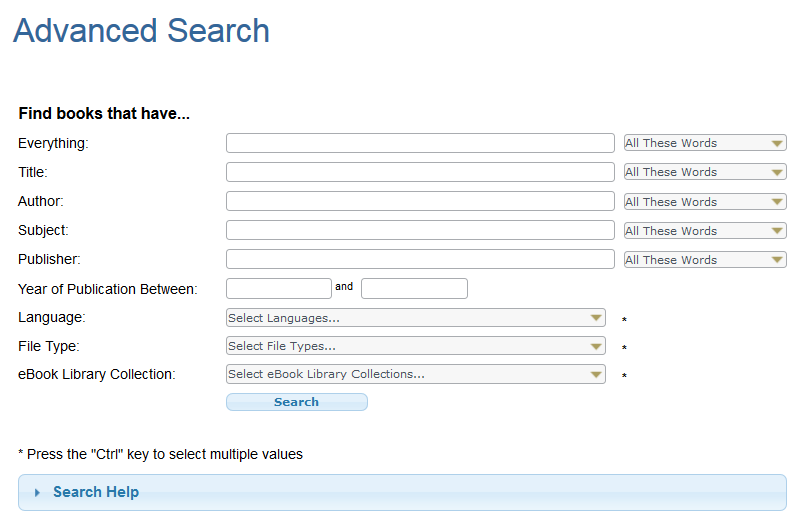 Advanced Search
Find books that have...
Everything: All These Words
Title: All These Words
Author: All These Words
Subject: All These Words
Publisher: All These Words
Year of Publication Between: and
Language: Select Languages... *
File Type: Select File Types... *
eBook Library Collection: Select eBook Library Collections... *
Search
* Press the "Ctrl" key to select multiple values
Search Help